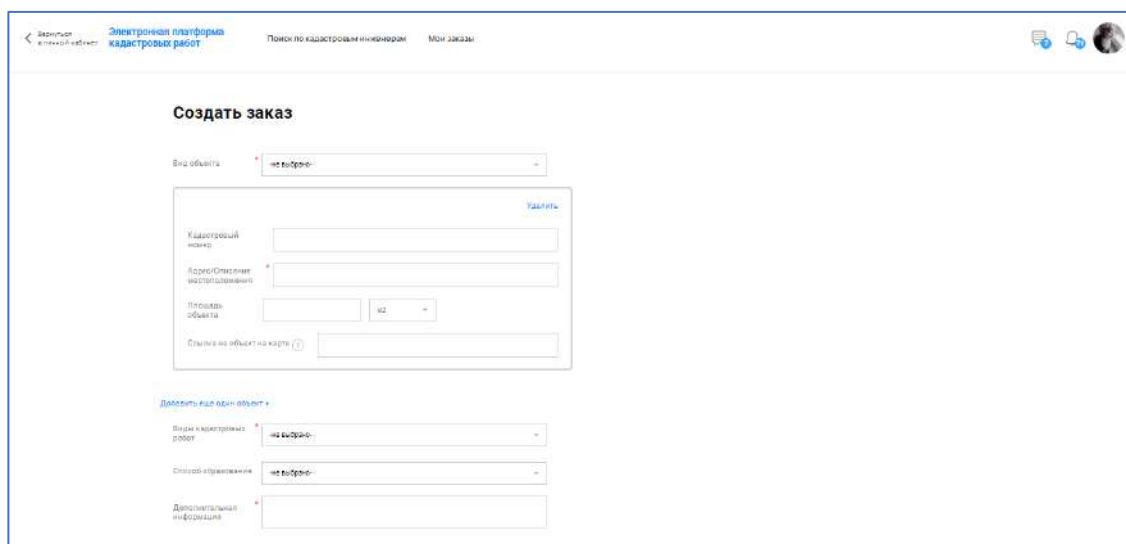 Вернуться
в личный кабинет
Электронная платформа
кадастровых работ
Поиск по кадастровым инженерам
Мои заказы
Создать заказ
Вид объекта *
-не выбрано-
Удалить
Кадастровый
номер
Адрес/Описание *
местоположения
Площадь
объекта
м2
Ссылка на объект на карте ?
Добавить еще один объект +
Виды кадастровых *
работ
-не выбрано-
Способ образования
-не выбрано-
Дополнительная *
информация